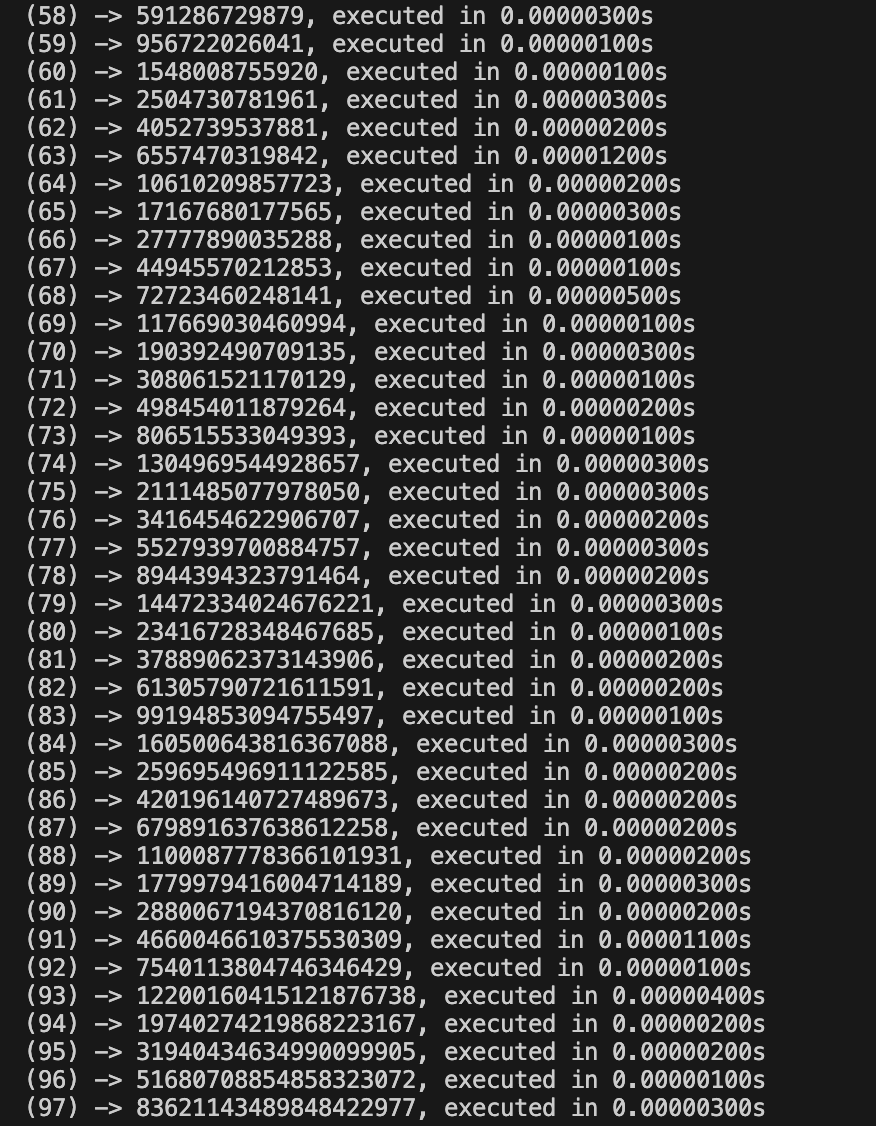 (58) -> 591286729879, executed in 0.00000300s
(59) -> 956722026041, executed in 0.00000100s
(60) -> 1548008755920, executed in 0.00000100s
(61) -> 2504730781961, executed in 0.00000300s
(62) -> 4052739537881, executed in 0.00000200s
(63) -> 6557470319842, executed in 0.00001200s
(64) -> 10610209857723, executed in 0.00000200s
(65) -> 17167680177565, executed in 0.00000300s
(66) -> 27777890035288, executed in 0.00000100s
(67) -> 44945570212853, executed in 0.00000100s
(68) -> 72723460248141, executed in 0.00000500s
(69) -> 117669030460994, executed in 0.00000100s
(70) -> 190392490709135, executed in 0.00000300s
(71) -> 308061521170129, executed in 0.00000100s
(72) -> 498454011879264, executed in 0.00000200s
(73) -> 806515533049393, executed in 0.00000100s
(74) -> 1304969544928657, executed in 0.00000300s
(75) -> 2111485077978050, executed in 0.00000300s
(76) -> 3416454622906707, executed in 0.00000200s
(77) -> 5527939700884757, executed in 0.00000300s
(78) -> 8944394323791464, executed in 0.00000200s
(79) -> 14472334024676221, executed in 0.00000300s
(80) -> 23416728348467685, executed in 0.00000100s
(81) -> 37889062373143906, executed in 0.00000200s
(82) -> 61305790721611591, executed in 0.00000200s
(83) -> 99194853094755497, executed in 0.00000100s
(84) -> 160500643816367088, executed in 0.00000300s
(85) -> 259695496911122585, executed in 0.00000200s
(86) -> 420196140727489673, executed in 0.00000200s
(87) -> 679891637638612258, executed in 0.00000200s
(88) -> 1100087778366101931, executed in 0.00000200s
(89) -> 1779979416004714189, executed in 0.00000300s
(90) -> 2880067194370816120, executed in 0.00000200s
(91) -> 4660046610375530309, executed in 0.00001100s
(92) -> 7540113804746346429, executed in 0.00000100s
(93) -> 12200160415121876738, executed in 0.00000400s
(94) -> 19740274219868223167, executed in 0.00000200s
(95) -> 31940434634990099905, executed in 0.00000200s
(96) -> 51680708854858323072, executed in 0.00000100s
(97) -> 83621143489848422977, executed in 0.00000300s